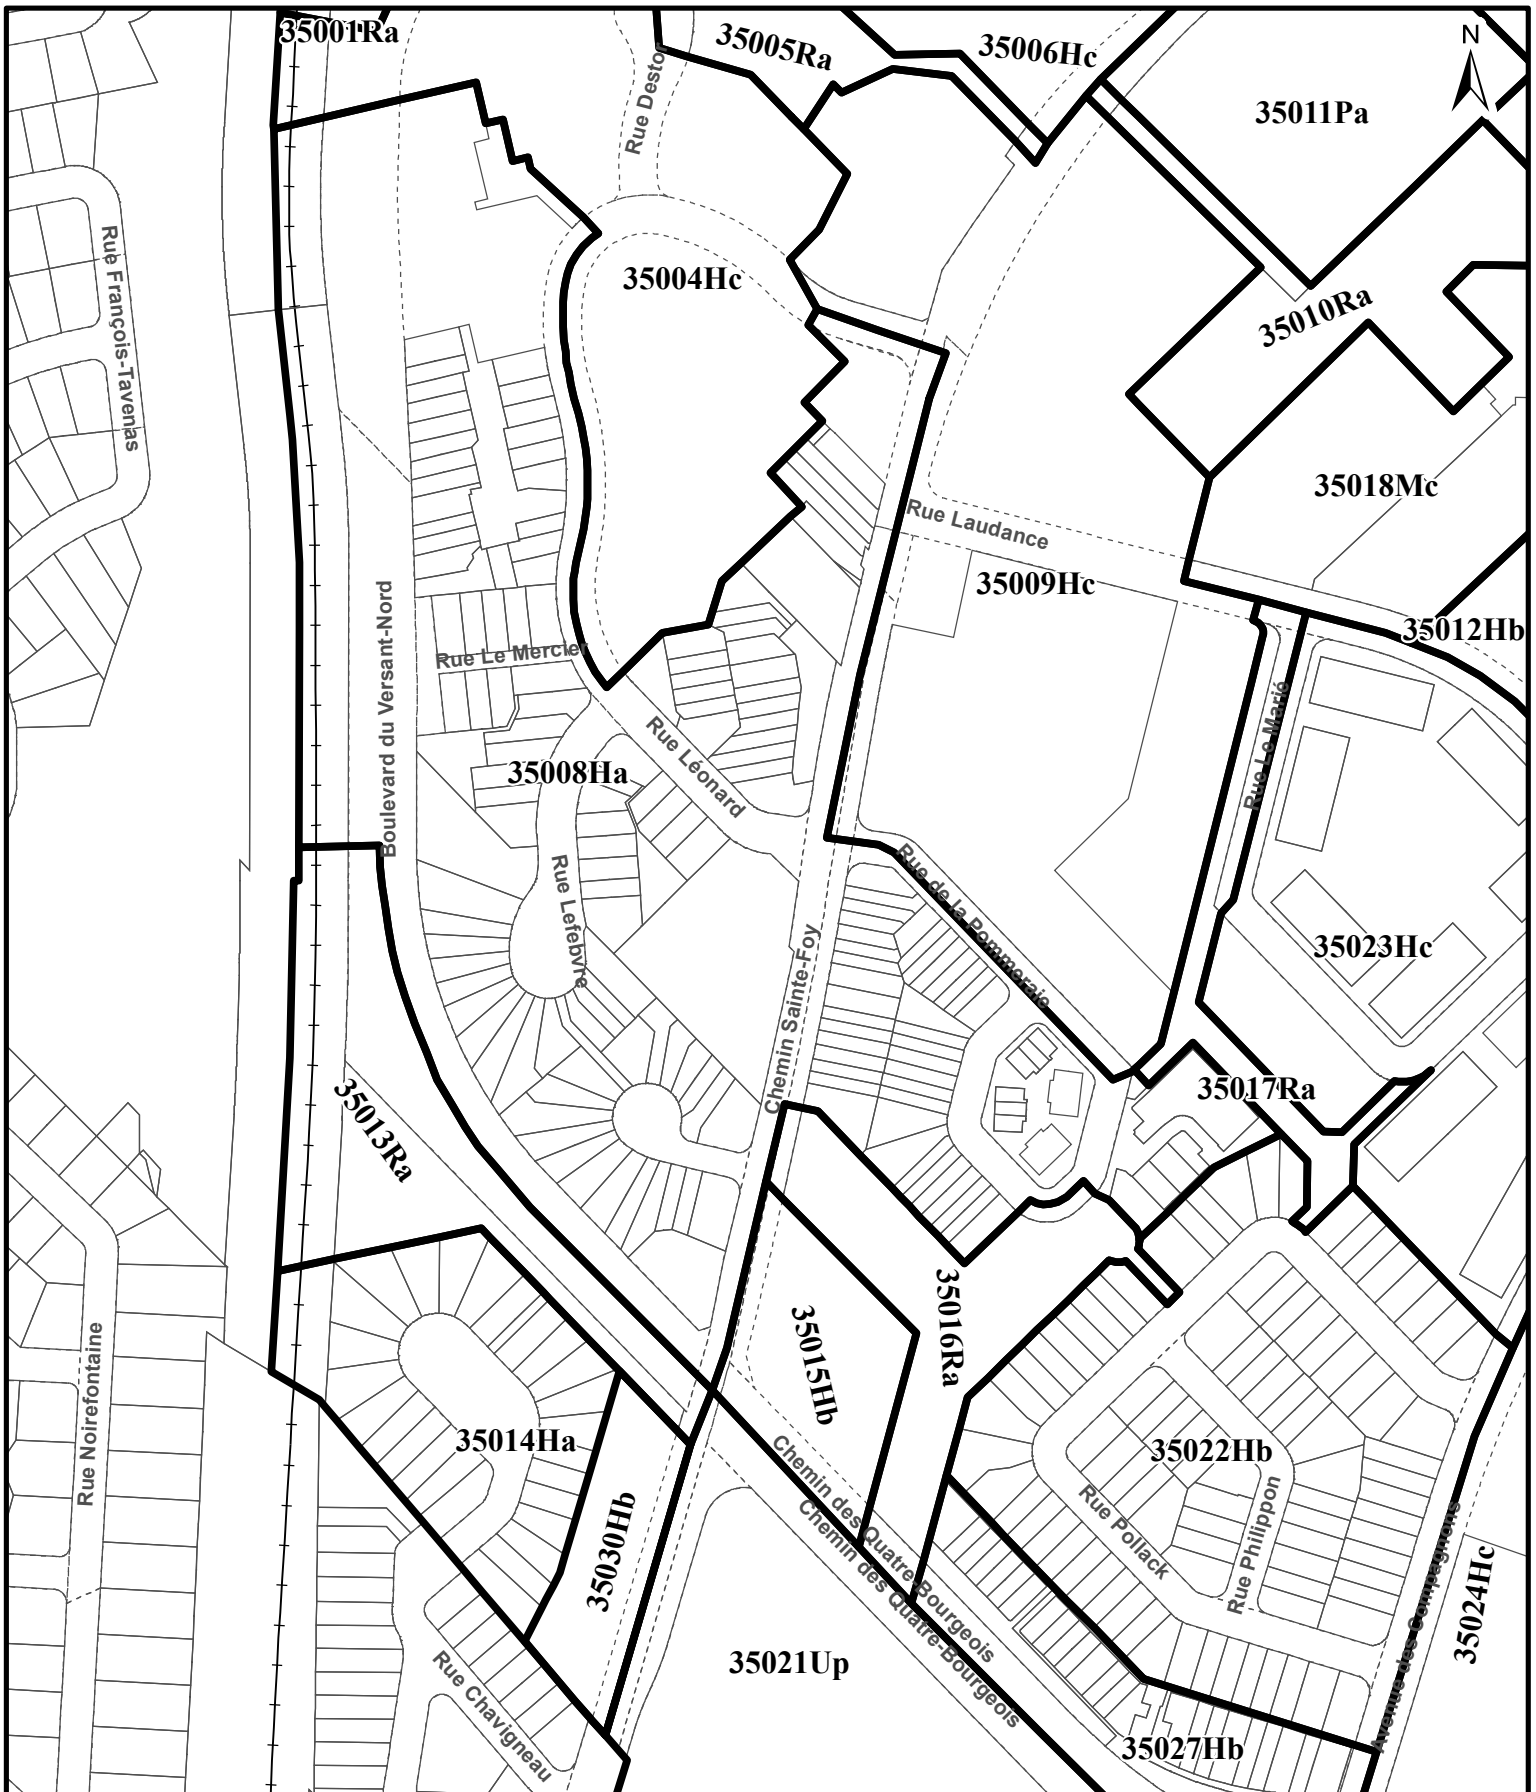 35001Ra
35005Ra
35006Hc
N
35011Pa
Rue Desto
Rue François-Tavenas
35004Hc
35010Ra
35018Mc
Rue Laudance
35009Hc
35012Hb
Boulevard du Versant-Nord
Rue Le Mercier
Rue Léonard
Rue Le Marié
35008Ha
Rue Lefebvre
Rue de la Pommeraie
35023Hc
Chemin Sainte-Foy
35013Ra
35017Ra
35016Ra
35015Hb
Rue Noirefontaine
35014Ha
35022Hb
Chemin des Quatre-Bourgeois
Chemin des Quatre-Bourgeois
Rue Pollack
Rue Philippon
Avenue des Compagnons
35030Hb
35024Hc
35021Up
Rue Chavigneau
35027Hb